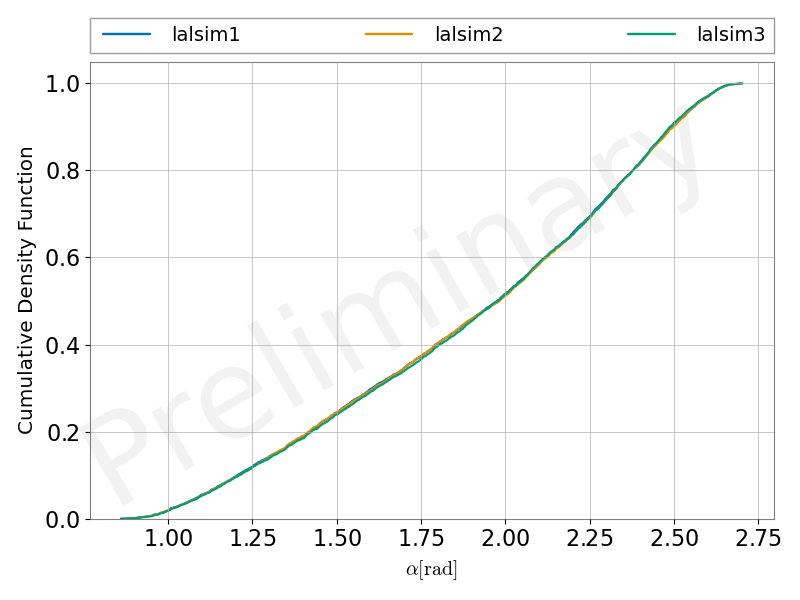 lalsim1 lalsim2 lalsim3
Cumulative Density Function
1.0
0.8
0.6
0.4
0.2
0.0
Preliminary
1.00 1.25 1.50 1.75 2.00 2.25 2.50 2.75
α[rad]